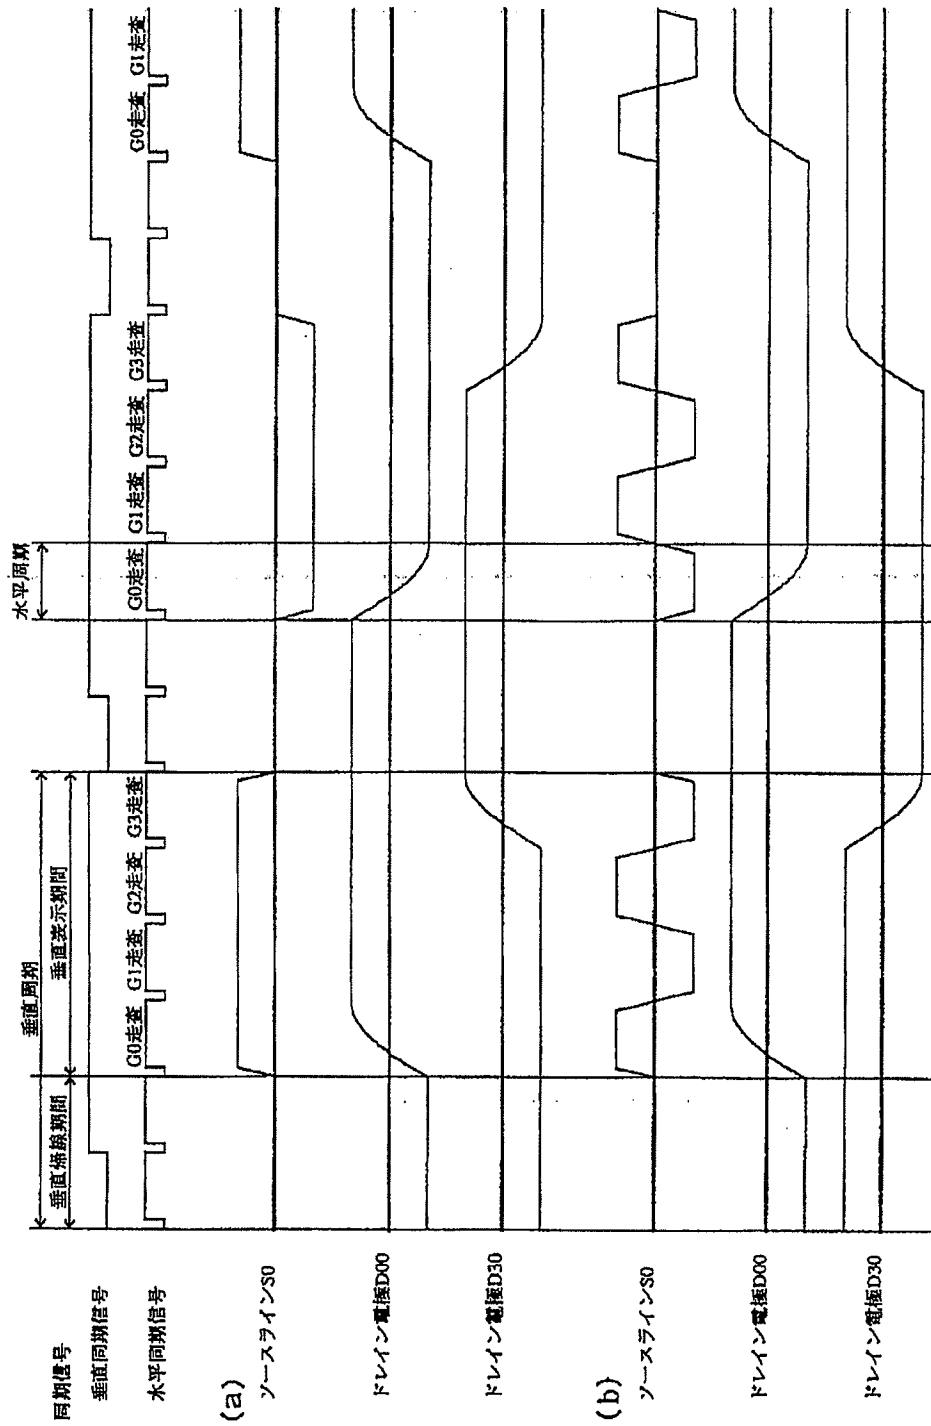 同期信号
垂直周期
垂直帰線期間 垂直表示期間
水平周期
垂直同期信号
水平同期信号
G0走査 G1走査 G2走査 G3走査 G0走査 G1走査 G2走査 G3走査 G0走査 G1走査
(a)
ソースラインS0
ドレイン電極D00
ドレイン電極D30
(b)
ソースラインS0
ドレイン電極D00
ドレイン電極D30